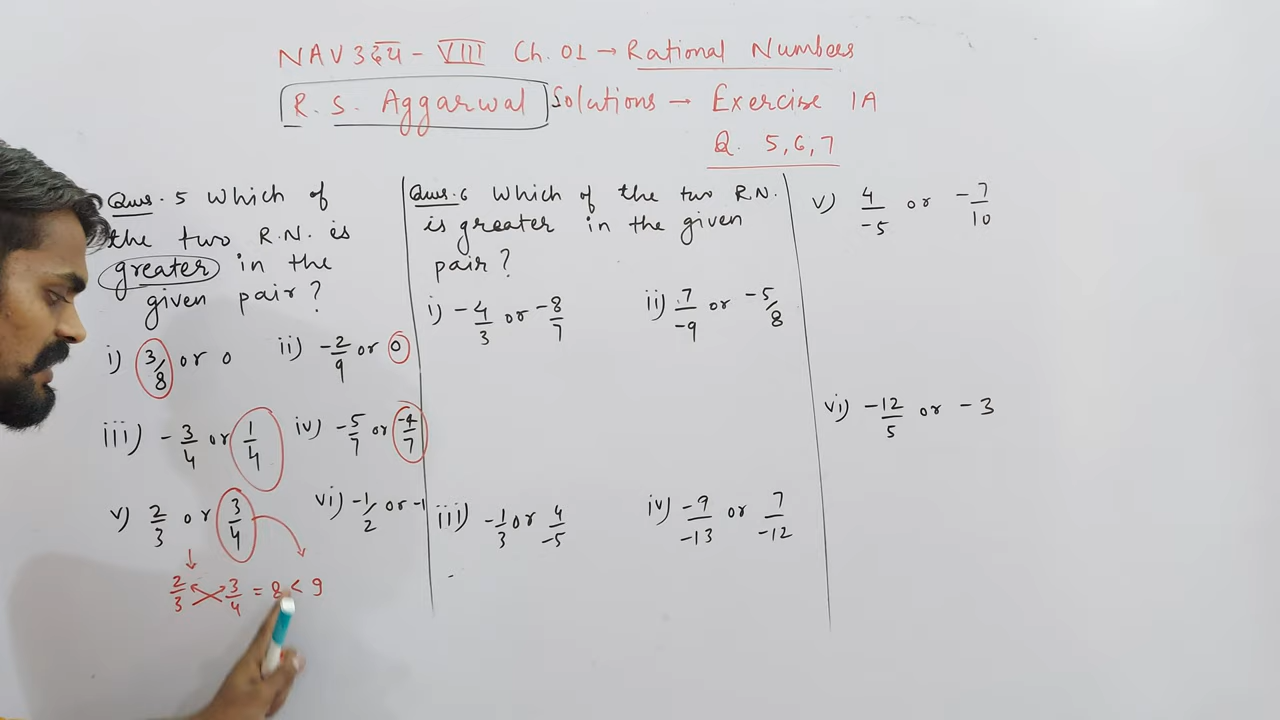 NAV उदय - VIII Ch. 01 → Rational Numbers
R. S. Aggarwal Solutions → Exercise 1A
Q. 5,6,7
Ques. 5 Which of
the two R.N. is
greater in the
given pair?
i) 3/8 or 0 ii) -2/9 or 0
iii) -3/4 or 1/4 iv) -5/7 or -4/7
v) 2/3 or 3/4 vi) -1/2 or -1
2/3 3/4 = 8 < 9
Ques. 6 Which of the two R.N.
is greater in the given
pair?
i) -4/3 or -8/7 ii) 7/-9 or -5/8
iii) -1/3 or 4/-5 iv) -9/-13 or 7/-12
v) 4/-5 or -7/10
vi) -12/5 or -3